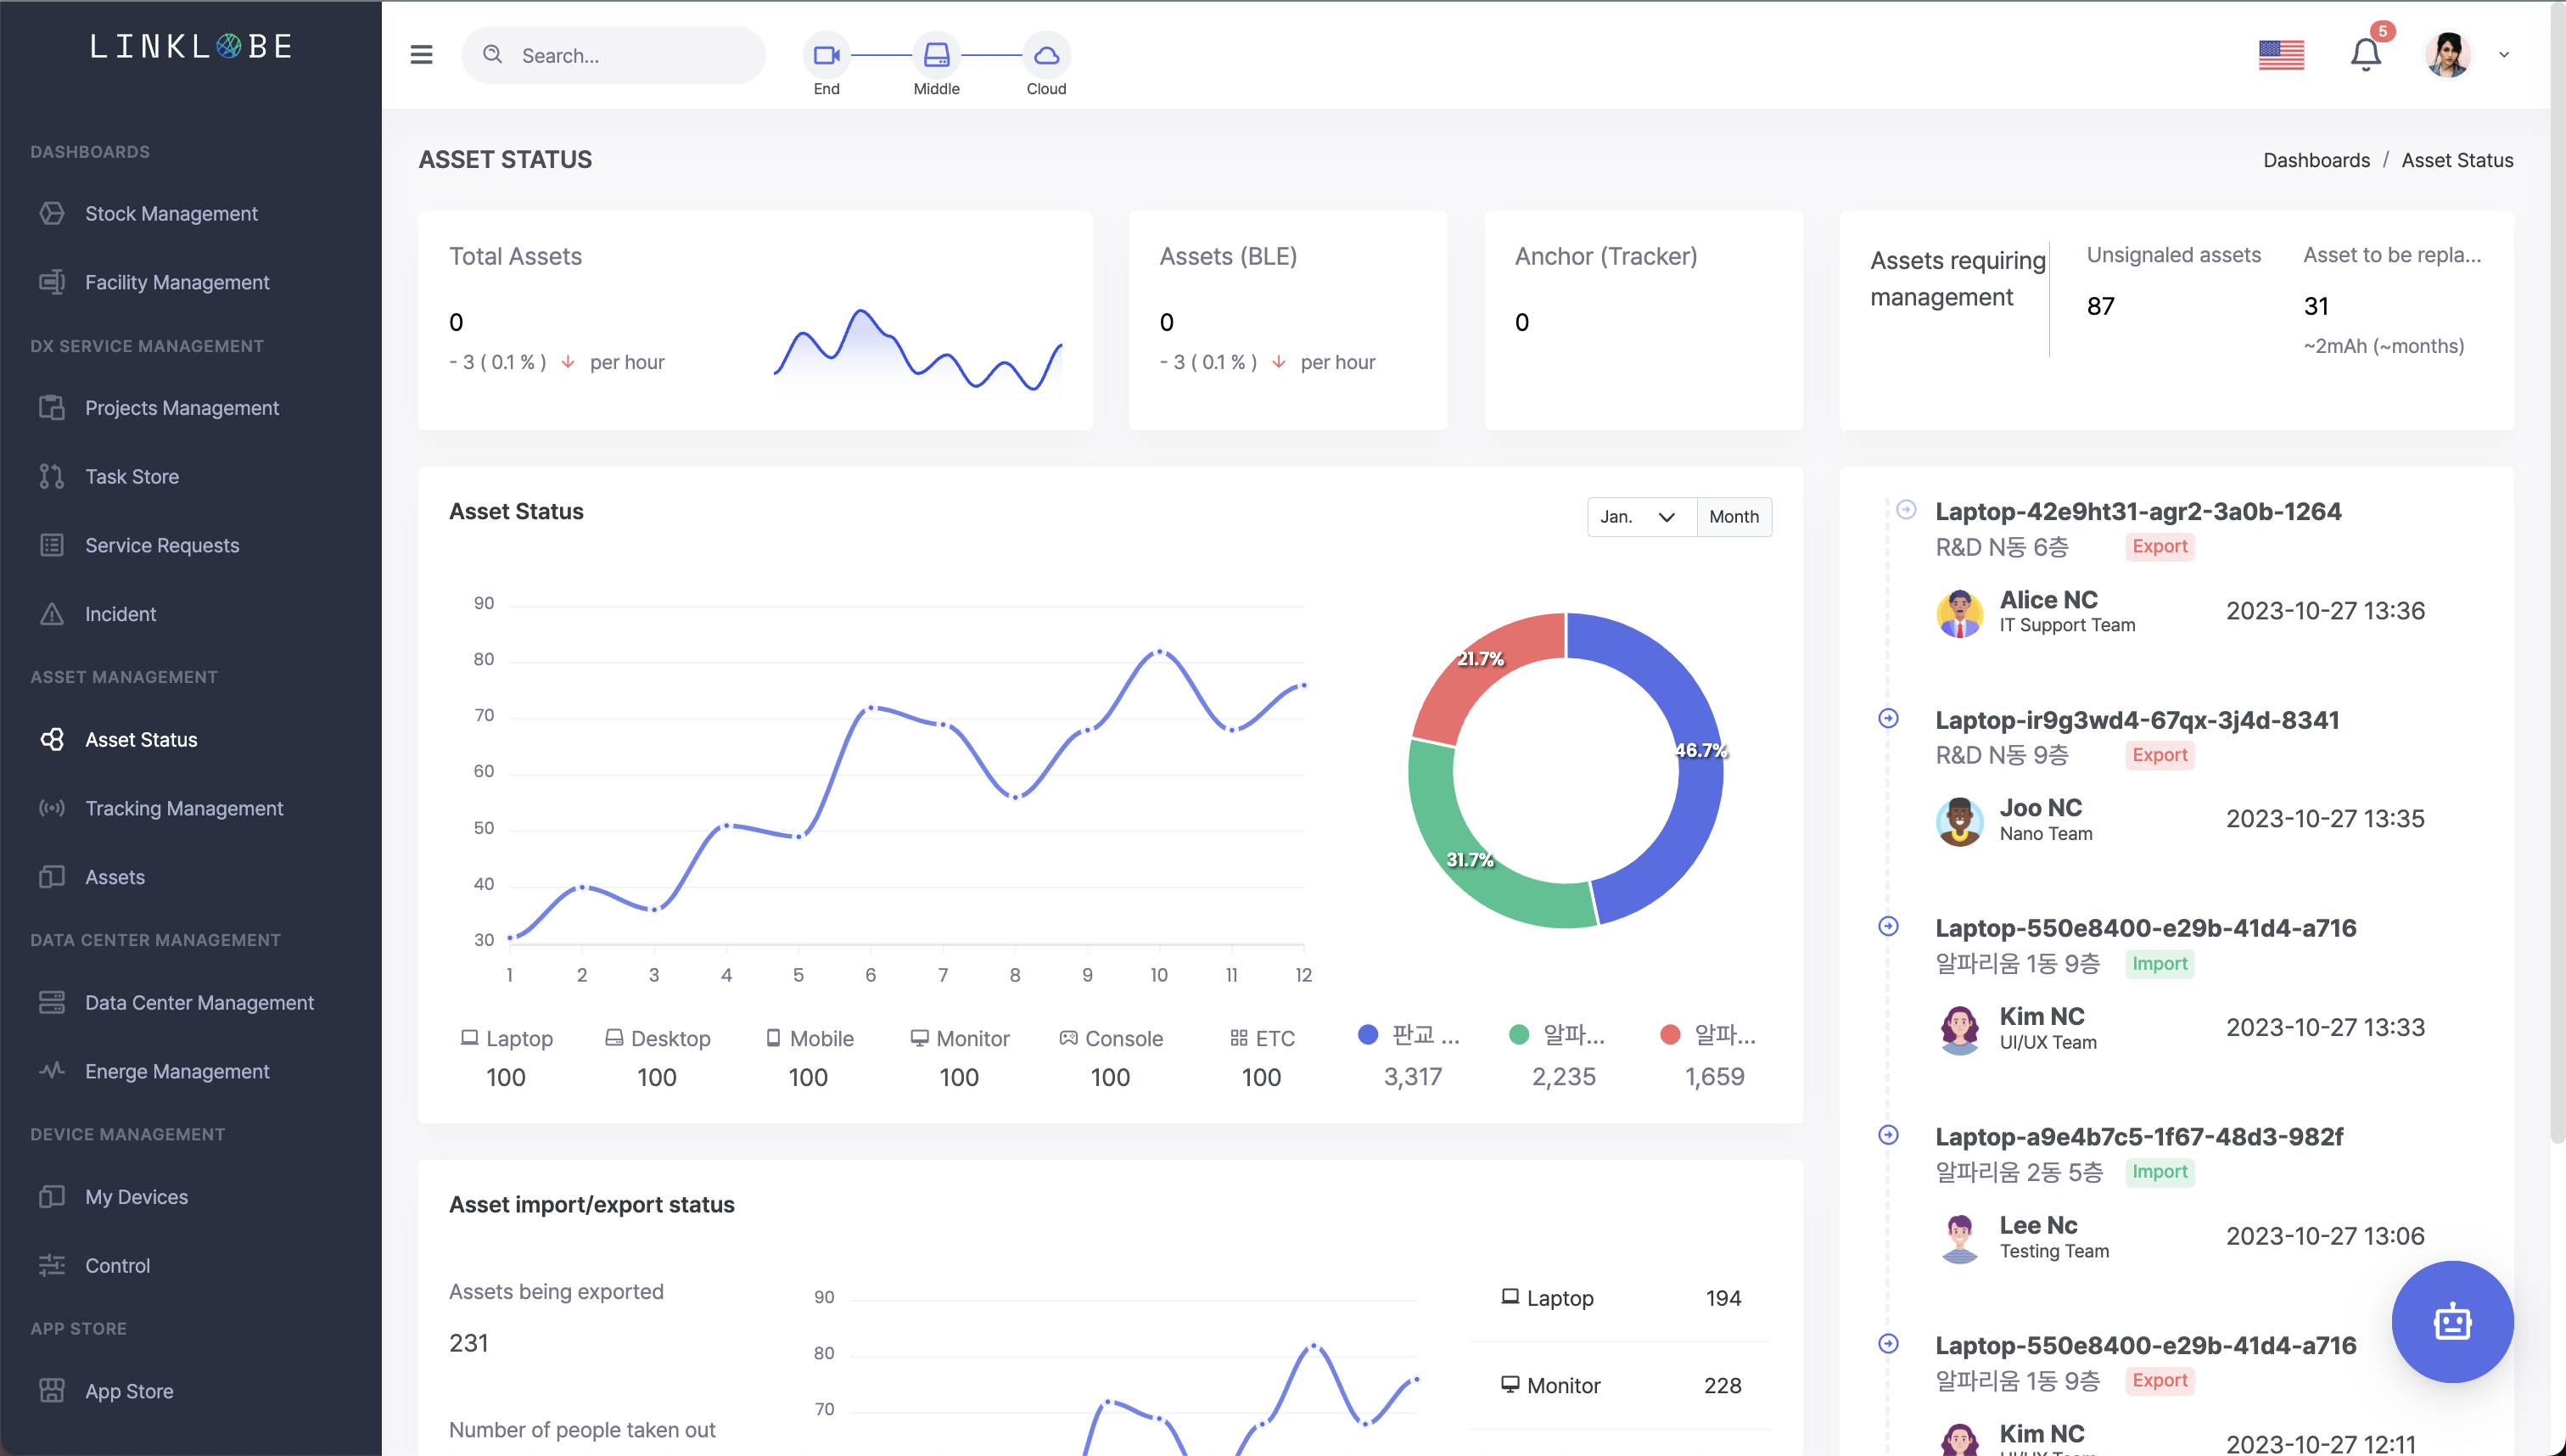 LINKLOBE
DASHBOARDS
Stock Management
Facility Management
DX SERVICE MANAGEMENT
Projects Management
Task Store
Service Requests
Incident
ASSET MANAGEMENT
Asset Status
Tracking Management
Assets
DATA CENTER MANAGEMENT
Data Center Management
Energe Management
DEVICE MANAGEMENT
My Devices
Control
APP STORE
App Store
Search...
End
Middle
Cloud
5
ASSET STATUS
Dashboards / Asset Status
Total Assets
0
- 3 ( 0.1 % ) per hour
Assets (BLE)
0
- 3 ( 0.1 % ) per hour
Anchor (Tracker)
0
Assets requiring
management
Unsignaled assets
87
Asset to be repla...
31
~2mAh (~months)
Asset Status
Jan.
Month
90
80
70
60
50
40
30
1 2 3 4 5 6 7 8 9 10 11 12
21.7%
46.7%
31.7%
Laptop
100
Desktop
100
Mobile
100
Monitor
100
Console
100
ETC
100
판교 ...
3,317
알파...
2,235
알파...
1,659
Asset import/export status
Assets being exported
231
Number of people taken out
90
80
70
Laptop 194
Monitor 228
Laptop-42e9ht31-agr2-3a0b-1264
R&D N동 6층 Export
Alice NC
IT Support Team
2023-10-27 13:36
Laptop-ir9g3wd4-67qx-3j4d-8341
R&D N동 9층 Export
Joo NC
Nano Team
2023-10-27 13:35
Laptop-550e8400-e29b-41d4-a716
알파리움 1동 9층 Import
Kim NC
UI/UX Team
2023-10-27 13:33
Laptop-a9e4b7c5-1f67-48d3-982f
알파리움 2동 5층 Import
Lee Nc
Testing Team
2023-10-27 13:06
Laptop-550e8400-e29b-41d4-a716
알파리움 1동 9층 Export
Kim NC
2023-10-27 12:11